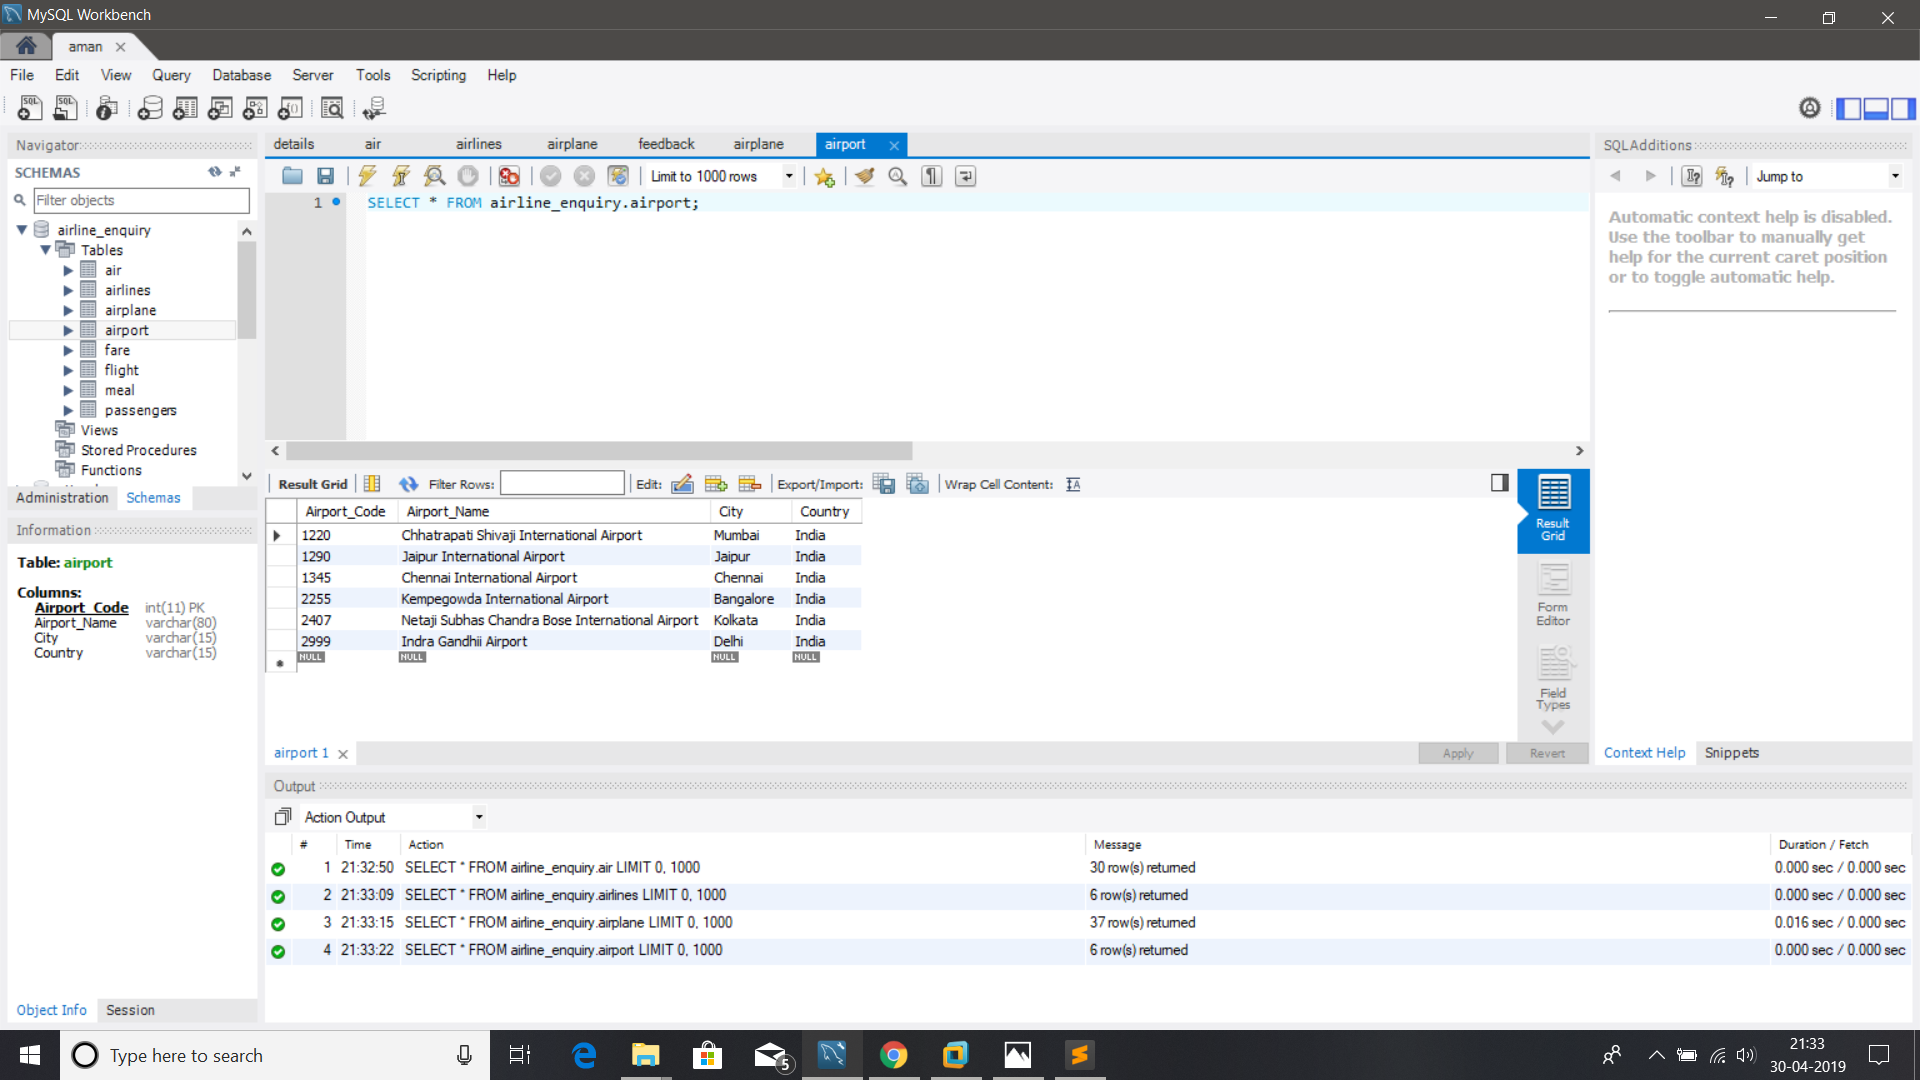 MySQL Workbench
aman
File Edit View Query Database Server Tools Scripting Help
Navigator
SCHEMAS
Filter objects
airline_enquiry
Tables
air
airlines
airplane
airport
fare
flight
meal
passengers
Views
Stored Procedures
Functions
Administration Schemas
Information
Table: airport
Columns:
Airport_Code int(11) PK
Airport_Name varchar(80)
City varchar(15)
Country varchar(15)
Object Info Session
details air airlines airplane feedback airplane airport
Limit to 1000 rows
1 SELECT * FROM airline_enquiry.airport;
Result Grid Filter Rows: Edit: Export/Import: Wrap Cell Content:
Airport_Code Airport_Name City Country
1220 Chhatrapati Shivaji International Airport Mumbai India
1290 Jaipur International Airport Jaipur India
1345 Chennai International Airport Chennai India
2255 Kempegowda International Airport Bangalore India
2407 Netaji Subhas Chandra Bose International Airport Kolkata India
2999 Indra Gandhii Airport Delhi India
NULL NULL NULL NULL
Result
Grid
Form
Editor
Field
Types
airport 1
Apply Revert
SQLAdditions
Jump to
Automatic context help is disabled.
Use the toolbar to manually get
help for the current caret position
or to toggle automatic help.
Context Help Snippets
Output
Action Output
# Time Action Message Duration / Fetch
1 21:32:50 SELECT * FROM airline_enquiry.air LIMIT 0, 1000 30 row(s) returned 0.000 sec / 0.000 sec
2 21:33:09 SELECT * FROM airline_enquiry.airlines LIMIT 0, 1000 6 row(s) returned 0.000 sec / 0.000 sec
3 21:33:15 SELECT * FROM airline_enquiry.airplane LIMIT 0, 1000 37 row(s) returned 0.016 sec / 0.000 sec
4 21:33:22 SELECT * FROM airline_enquiry.airport LIMIT 0, 1000 6 row(s) returned 0.000 sec / 0.000 sec
Type here to search
5
21:33
30-04-2019